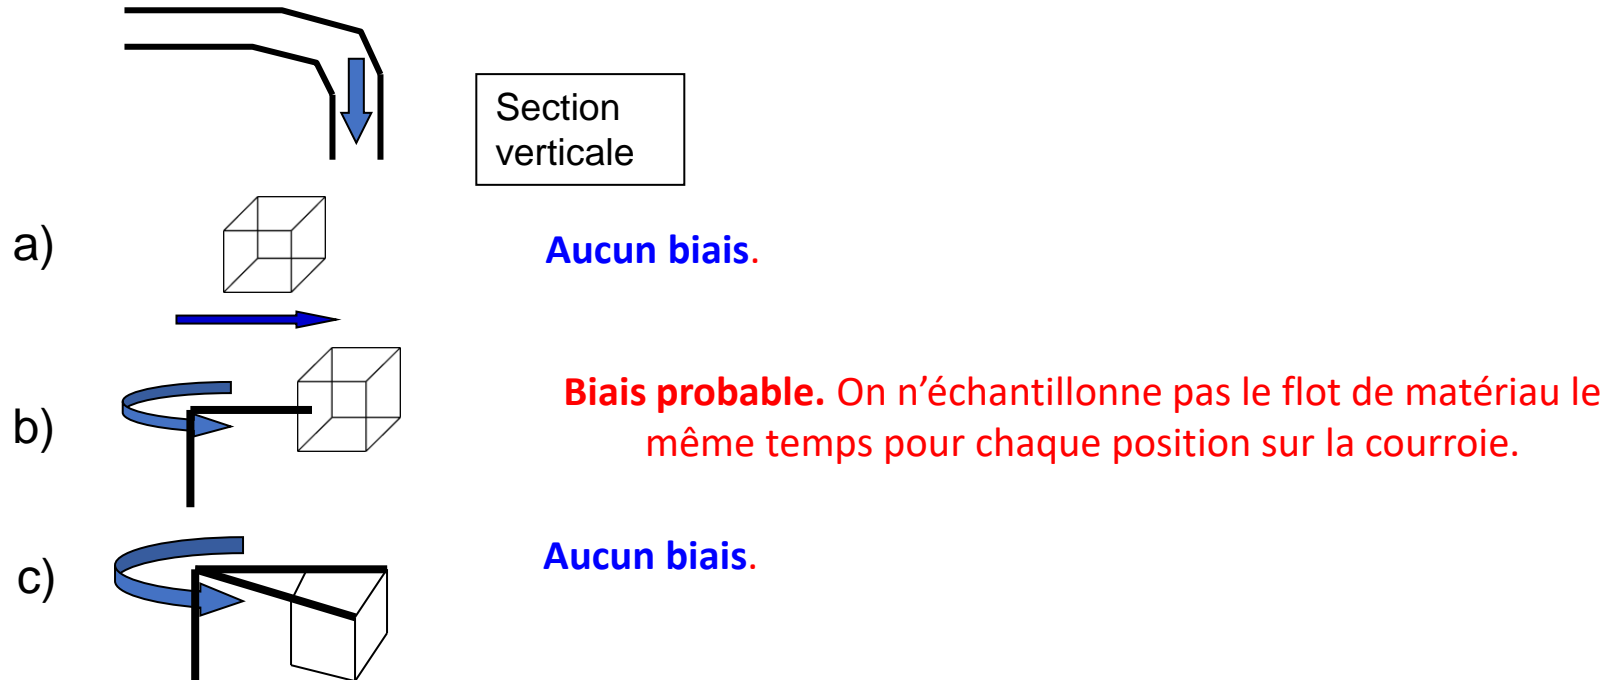 Section
verticale
a)
Aucun biais.
b)
Biais probable. On n’échantillonne pas le flot de matériau le
même temps pour chaque position sur la courroie.
c)
Aucun biais.